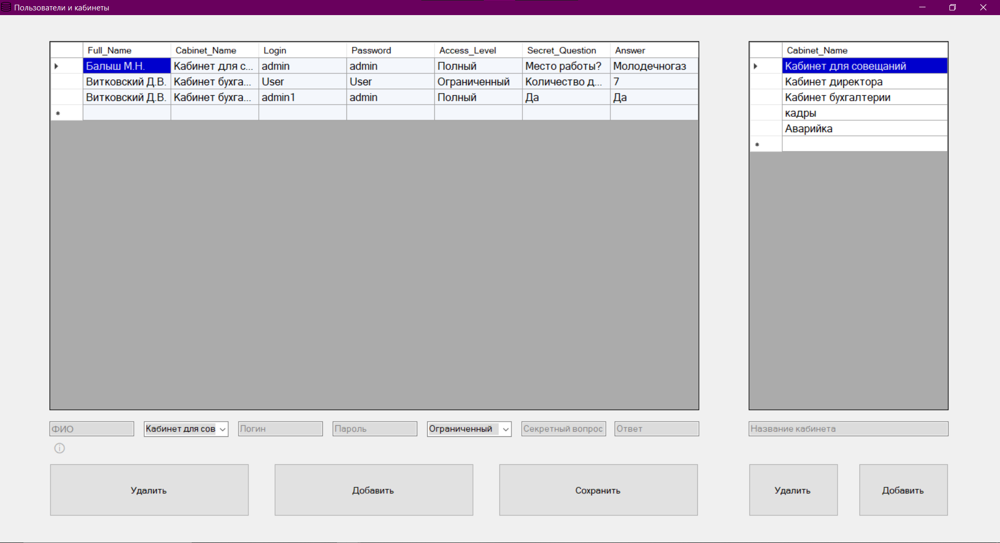 Пользователи и кабинеты
Full_Name Cabinet_Name Login Password Access_Level Secret_Question Answer
Балыш М.Н. Кабинет для с... admin admin Полный Место работы? Молодечногаз
Витковский Д.В. Кабинет бухга... User User Ограниченный Количество д... 7
Витковский Д.В. Кабинет бухга... admin1 admin Полный Да Да
Cabinet_Name
Кабинет для совещаний
Кабинет директора
Кабинет бухгалтерии
кадры
Аварийка
ФИО Кабинет для сов Логин Пароль Ограниченный Секретный вопрос Ответ
Название кабинета
Удалить Добавить Сохранить
Удалить Добавить